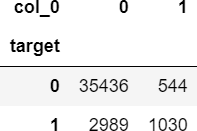 col_0 0 1
target
0 35436 544
1 2989 1030